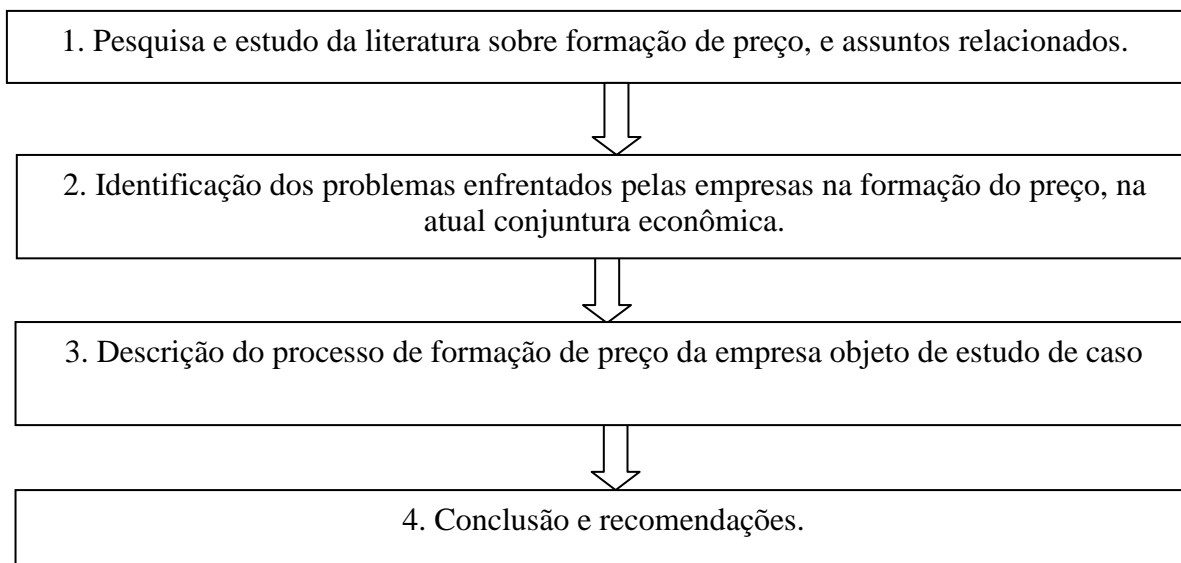 1. Pesquisa e estudo da literatura sobre formação de preço, e assuntos relacionados.
2. Identificação dos problemas enfrentados pelas empresas na formação do preço, na
atual conjuntura econômica.
3. Descrição do processo de formação de preço da empresa objeto de estudo de caso
4. Conclusão e recomendações.